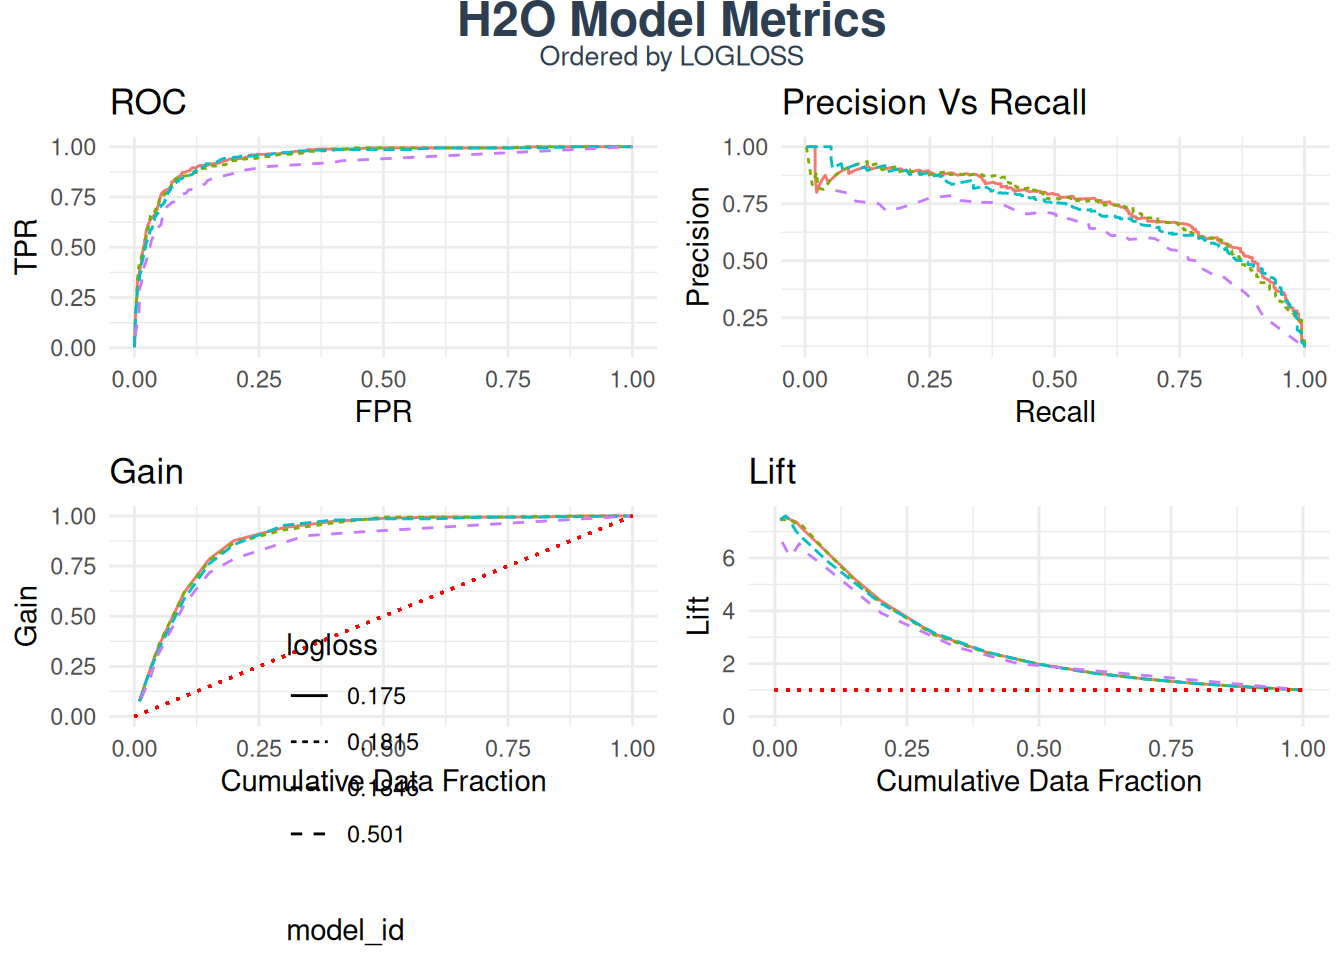 H2O Model Metrics
Ordered by LOGLOSS
ROC
1.00
0.75
0.50
0.25
0.00
TPR
0.00 0.25 0.50 0.75 1.00
FPR
Precision Vs Recall
1.00
0.75
0.50
0.25
Precision
0.00 0.25 0.50 0.75 1.00
Recall
Gain
1.00
0.75
0.50
0.25
0.00
Gain
0.00 0.25 0.50 0.75 1.00
Cumulative Data Fraction
logloss
0.175
0.1815
0.1846
0.501
model_id
Lift
6
4
2
0
Lift
0.00 0.25 0.50 0.75 1.00
Cumulative Data Fraction